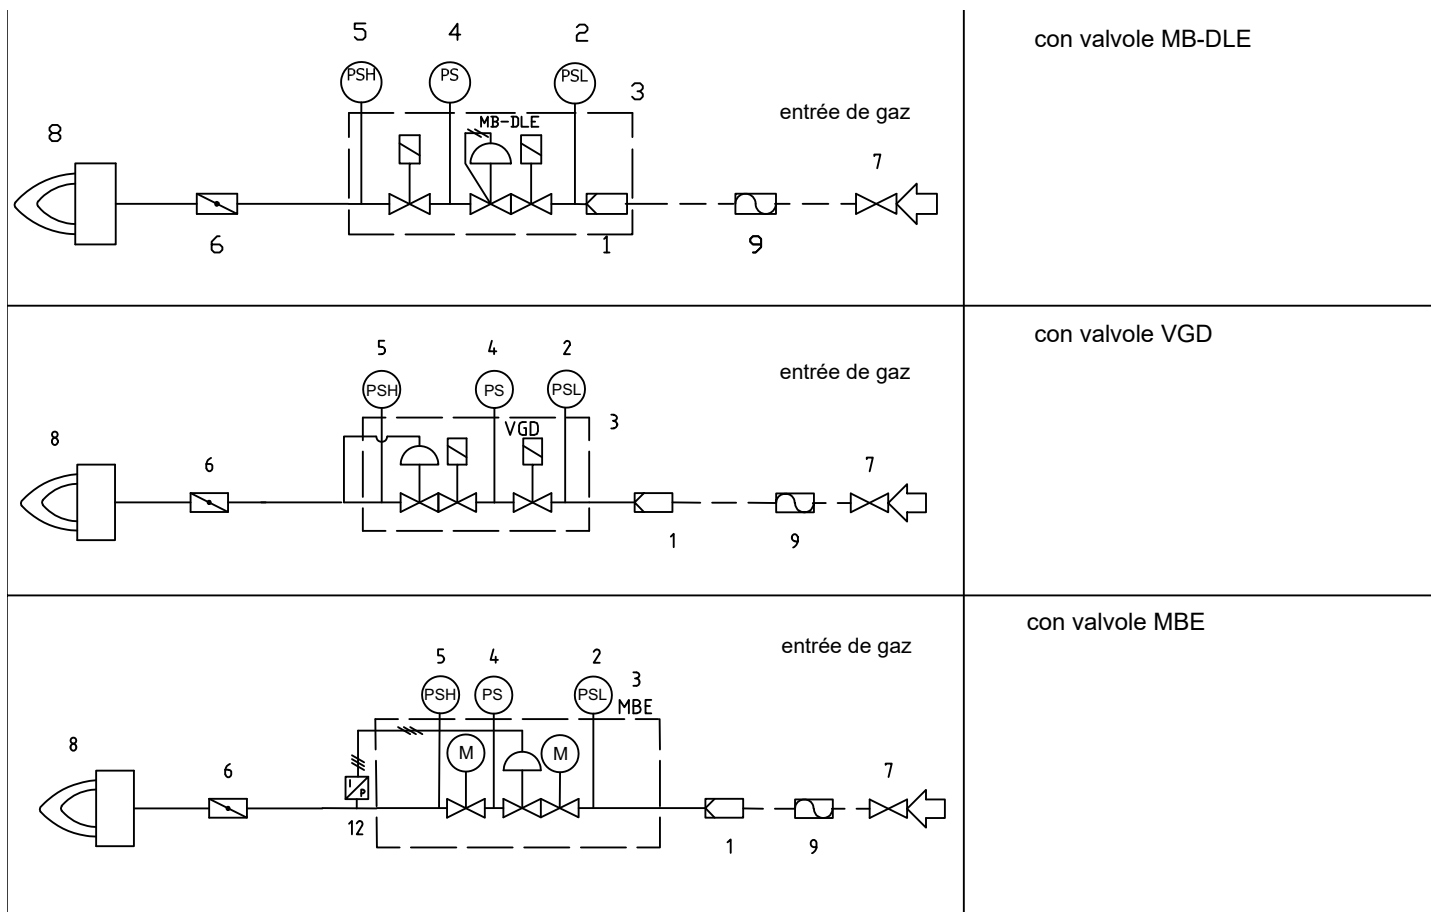 5 4 2
con valvole MB-DLE
PSH PS PSL
3
entrée de gaz
MB-DLE
8
7
6 1 9
con valvole VGD
5 4 2
entrée de gaz
PSH PS PSL
3
VGD
8
6
7
1 9
con valvole MBE
entrée de gaz
5 4 2
3
PSH PS PSL
MBE
8
M M
6
7
I
P
12
1 9